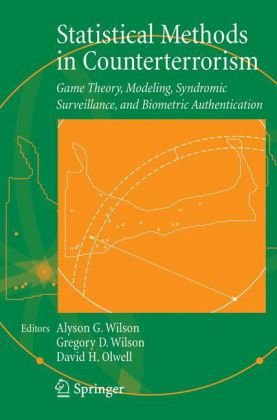 Statistical Methods
in Counterterrorism
Game Theory, Modeling, Syndromic
Surveillance, and Biometric Authentication
Editors Alyson G. Wilson
Gregory D. Wilson
David H. Olwell
Springer